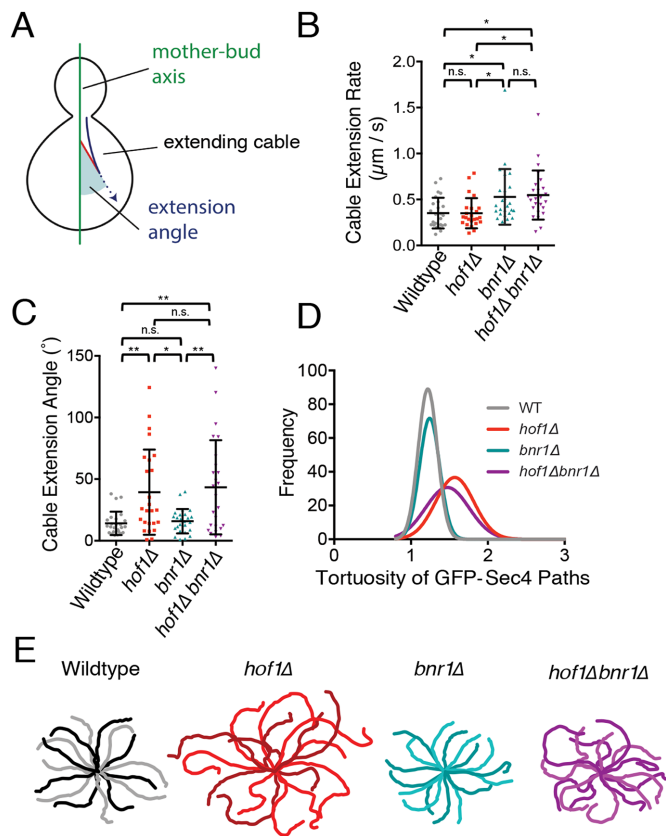 A
mother-bud
axis
extending cable
extension
angle
B
*
*
*
n.s.
*
n.s.
Cable Extension Rate
(µm / s)
2.0
1.5
1.0
0.5
0.0
Wildtype
hof1Δ
bnr1Δ
hof1Δ bnr1Δ
C
**
n.s.
n.s.
**
*
**
Cable Extension Angle (°)
150
100
50
0
Wildtype
hof1Δ
bnr1Δ
hof1Δ bnr1Δ
D
Frequency
100
80
60
40
20
0
WT
hof1Δ
bnr1Δ
hof1Δbnr1Δ
0
1
2
3
Tortuosity of GFP-Sec4 Paths
E
Wildtype
hof1Δ
bnr1Δ
hof1Δbnr1Δ